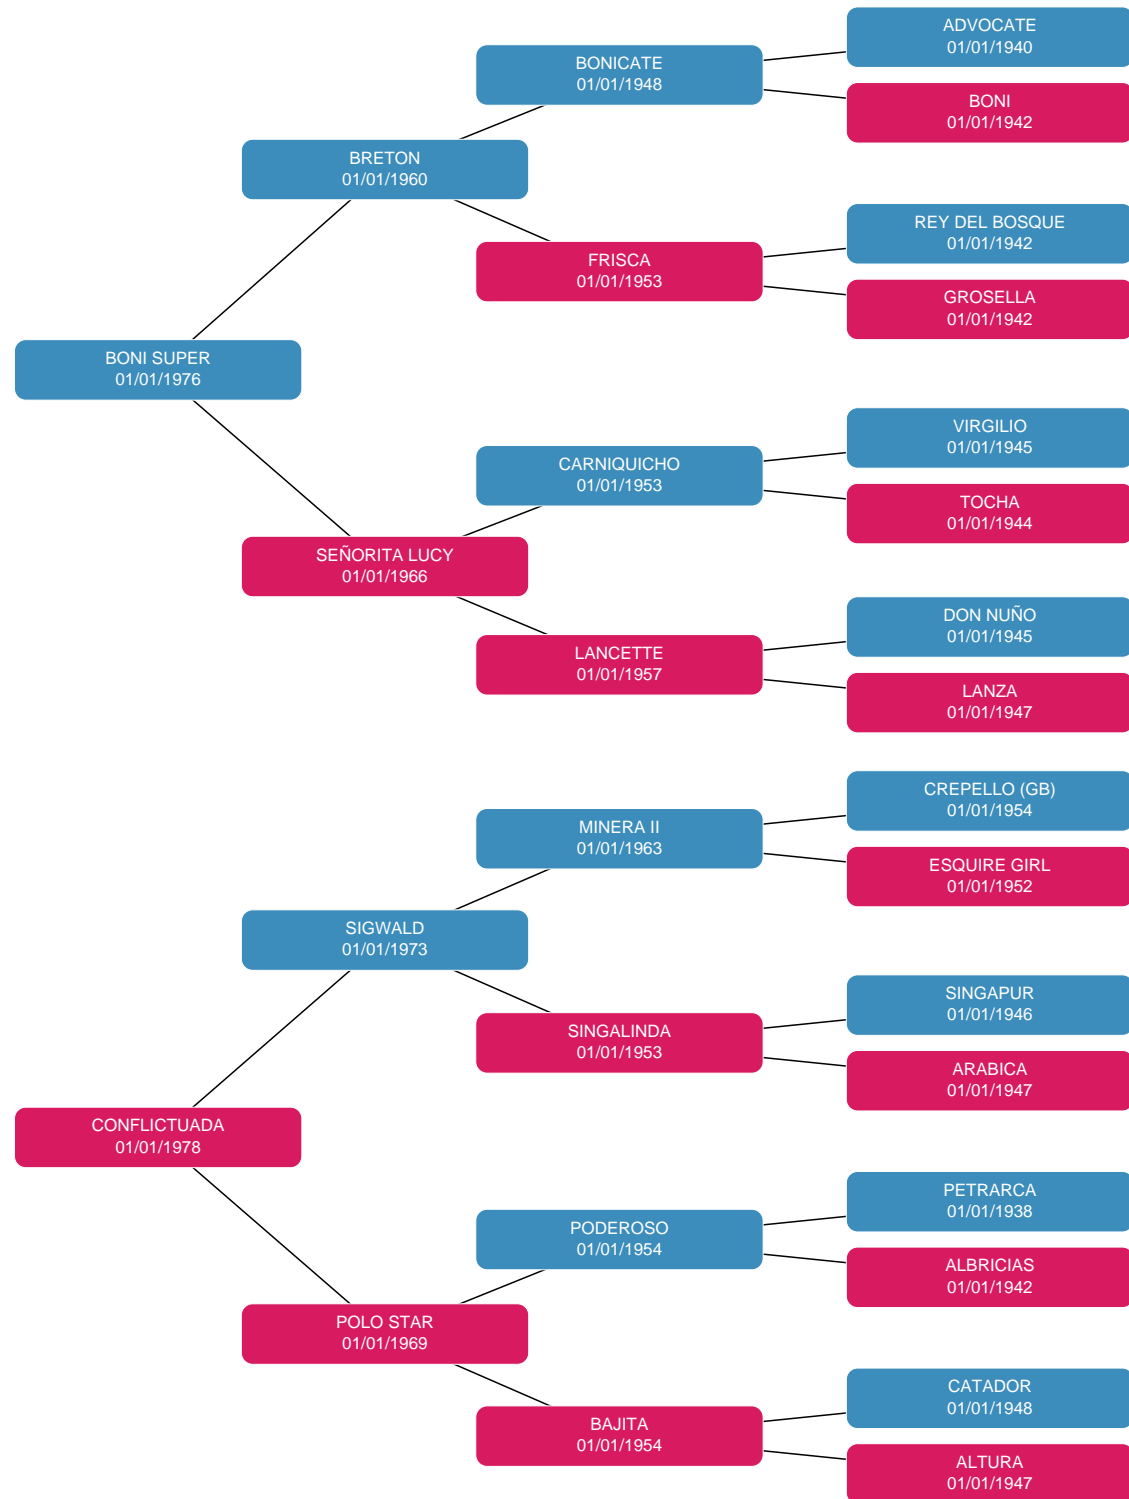 ADVOCATE
01/01/1940
BONICATE
01/01/1948
BONI
01/01/1942
BRETON
01/01/1960
REY DEL BOSQUE
01/01/1942
FRISCA
01/01/1953
GROSELLA
01/01/1942
BONI SUPER
01/01/1976
VIRGILIO
01/01/1945
CARNIQUICHO
01/01/1953
TOCHA
01/01/1944
SEÑORITA LUCY
01/01/1966
DON NUÑO
01/01/1945
LANCETTE
01/01/1957
LANZA
01/01/1947
CREPELLO (GB)
01/01/1954
MINERA II
01/01/1963
ESQUIRE GIRL
01/01/1952
SIGWALD
01/01/1973
SINGAPUR
01/01/1946
SINGALINDA
01/01/1953
ARABICA
01/01/1947
CONFLICTUADA
01/01/1978
PETRARCA
01/01/1938
PODEROSO
01/01/1954
ALBRICIAS
01/01/1942
POLO STAR
01/01/1969
CATADOR
01/01/1948
BAJITA
01/01/1954
ALTURA
01/01/1947